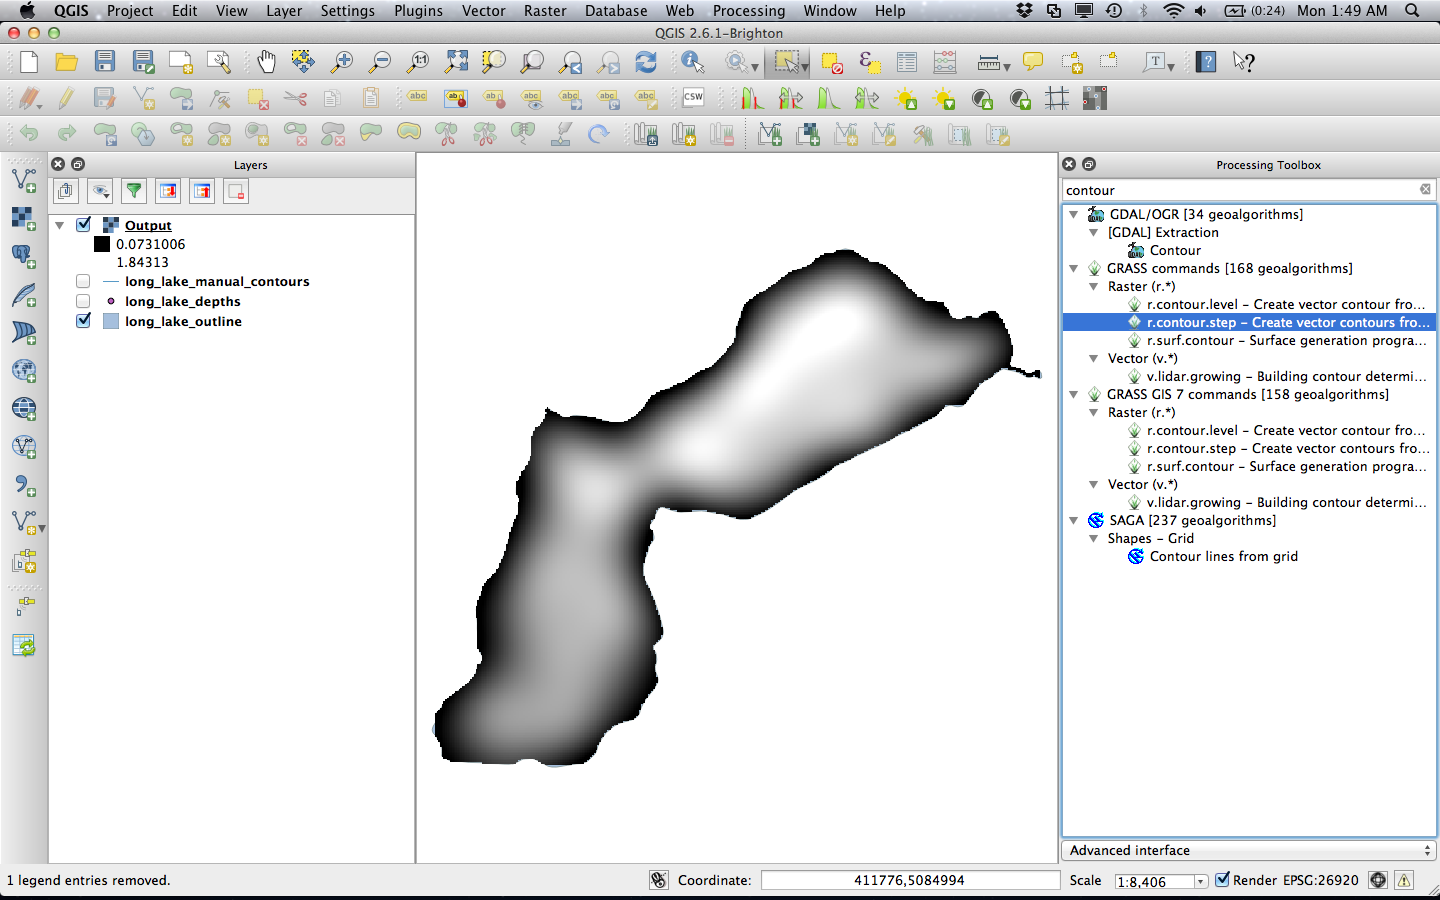 QGIS Project Edit View Layer Settings Plugins Vector Raster Database Web Processing Window Help (0:24) Mon 1:49 AM
QGIS 2.6.1-Brighton
1:1
CSW
Layers
Processing Toolbox
contour
Output
0.0731006
1.84313
long_lake_manual_contours
long_lake_depths
long_lake_outline
GDAL/OGR [34 geoalgorithms]
[GDAL] Extraction
Contour
GRASS commands [168 geoalgorithms]
Raster (r.*)
r.contour.level – Create vector contour fro...
r.contour.step – Create vector contours fro...
r.surf.contour – Surface generation progra...
Vector (v.*)
v.lidar.growing – Building contour determi...
GRASS GIS 7 commands [158 geoalgorithms]
Raster (r.*)
r.contour.level – Create vector contour fro...
r.contour.step – Create vector contours fro...
r.surf.contour – Surface generation progra...
Vector (v.*)
v.lidar.growing – Building contour determi...
SAGA [237 geoalgorithms]
Shapes – Grid
Contour lines from grid
Advanced interface
1 legend entries removed.
Coordinate: 411776,5084994 Scale 1:8,406 Render EPSG:26920